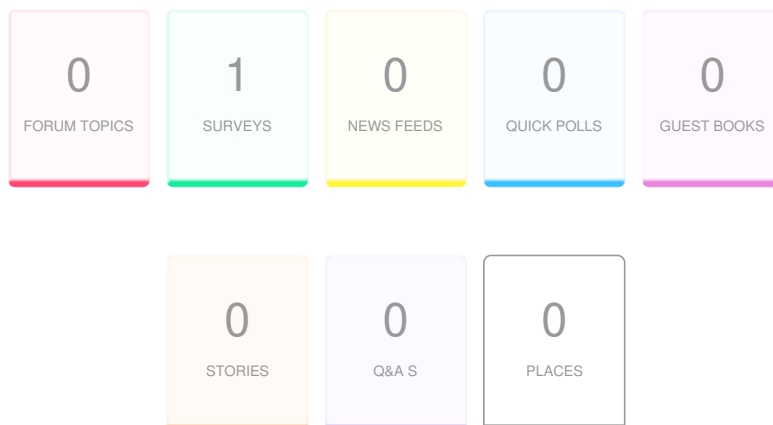 0 1 0 0 0
FORUM TOPICS SURVEYS NEWS FEEDS QUICK POLLS GUEST BOOKS
0 0 0
STORIES Q&A S PLACES